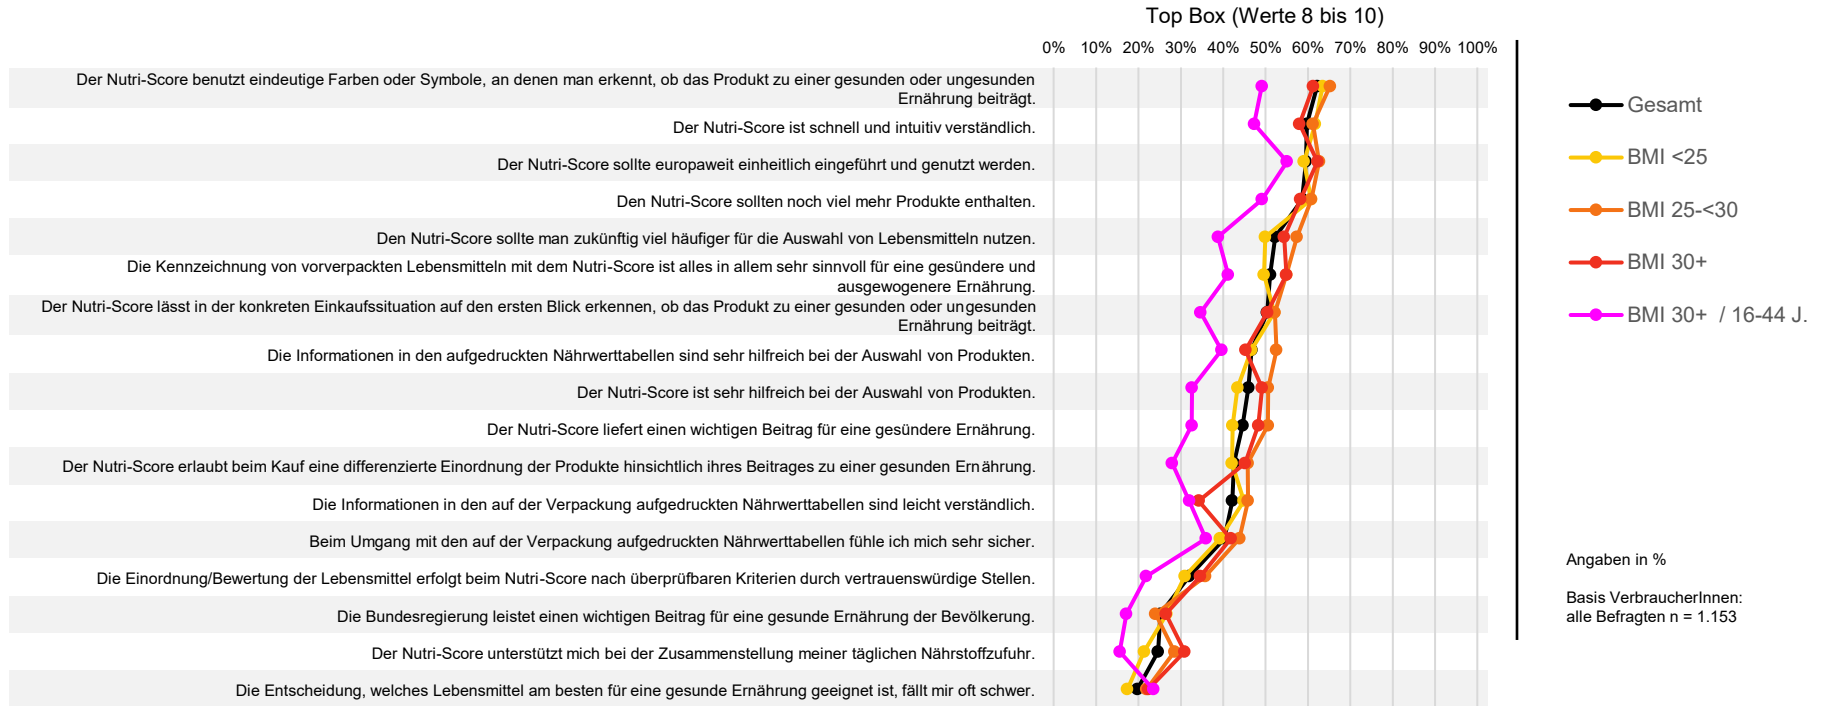 Top Box (Werte 8 bis 10)
0% 10% 20% 30% 40% 50% 60% 70% 80% 90% 100%
Der Nutri-Score benutzt eindeutige Farben oder Symbole, an denen man erkennt, ob das Produkt zu einer gesunden oder ungesunden
Ernährung beiträgt.
Der Nutri-Score ist schnell und intuitiv verständlich.
Der Nutri-Score sollte europaweit einheitlich eingeführt und genutzt werden.
Den Nutri-Score sollten noch viel mehr Produkte enthalten.
Den Nutri-Score sollte man zukünftig viel häufiger für die Auswahl von Lebensmitteln nutzen.
Die Kennzeichnung von vorverpackten Lebensmitteln mit dem Nutri-Score ist alles in allem sehr sinnvoll für eine gesündere und
ausgewogenere Ernährung.
Der Nutri-Score lässt in der konkreten Einkaufssituation auf den ersten Blick erkennen, ob das Produkt zu einer gesunden oder ungesunden
Ernährung beiträgt.
Die Informationen in den aufgedruckten Nährwerttabellen sind sehr hilfreich bei der Auswahl von Produkten.
Der Nutri-Score ist sehr hilfreich bei der Auswahl von Produkten.
Der Nutri-Score liefert einen wichtigen Beitrag für eine gesündere Ernährung.
Der Nutri-Score erlaubt beim Kauf eine differenzierte Einordnung der Produkte hinsichtlich ihres Beitrages zu einer gesunden Ernährung.
Die Informationen in den auf der Verpackung aufgedruckten Nährwerttabellen sind leicht verständlich.
Beim Umgang mit den auf der Verpackung aufgedruckten Nährwerttabellen fühle ich mich sehr sicher.
Die Einordnung/Bewertung der Lebensmittel erfolgt beim Nutri-Score nach überprüfbaren Kriterien durch vertrauenswürdige Stellen.
Die Bundesregierung leistet einen wichtigen Beitrag für eine gesunde Ernährung der Bevölkerung.
Der Nutri-Score unterstützt mich bei der Zusammenstellung meiner täglichen Nährstoffzufuhr.
Die Entscheidung, welches Lebensmittel am besten für eine gesunde Ernährung geeignet ist, fällt mir oft schwer.
Gesamt
BMI <25
BMI 25-<30
BMI 30+
BMI 30+ / 16-44 J.
Angaben in %
Basis VerbraucherInnen:
alle Befragten n = 1.153